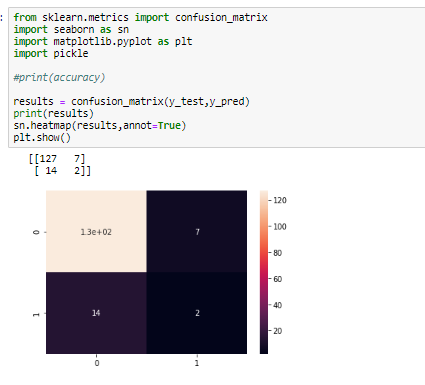 :
from sklearn.metrics import confusion_matrix
import seaborn as sn
import matplotlib.pyplot as plt
import pickle
#print(accuracy)
results = confusion_matrix(y_test,y_pred)
print(results)
sn.heatmap(results,annot=True)
plt.show()
[[127   7]
 [ 14   2]]
0 1.3e+02 7
1 14 2
0 1
120
100
80
60
40
20